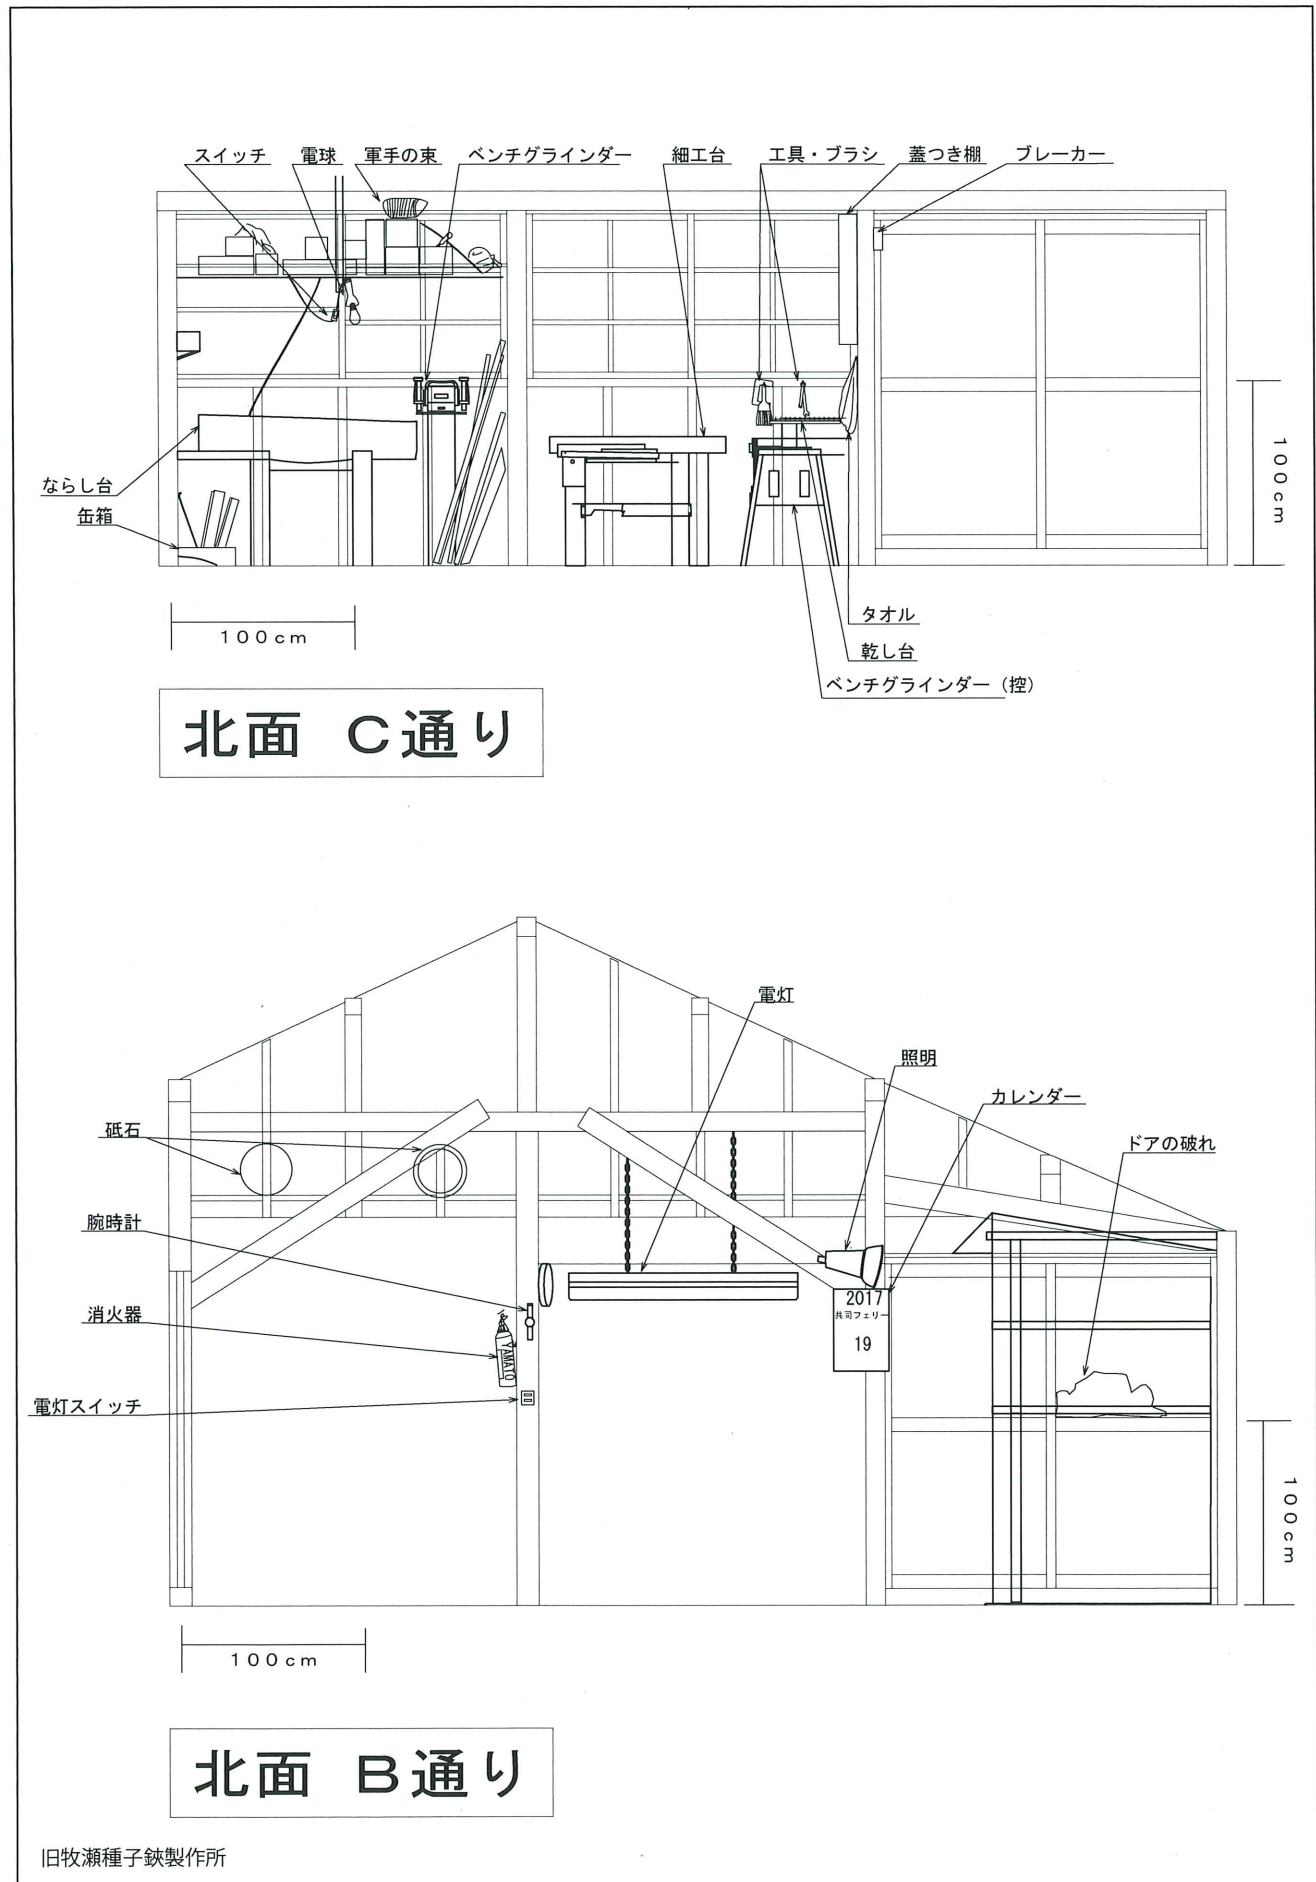 スイッチ
電球
軍手の束
ベンチグラインダー
細工台
工具・ブラシ
蓋つき棚
ブレーカー
ならし台
缶箱
100cm
100cm
タオル
乾し台
ベンチグラインダー（控）
北面 C通り
電灯
照明
カレンダー
ドアの破れ
砥石
腕時計
消火器
電灯スイッチ
YAMATO
2017
共司フェリー
19
100cm
100cm
北面 B通り
旧牧瀬種子鋏製作所